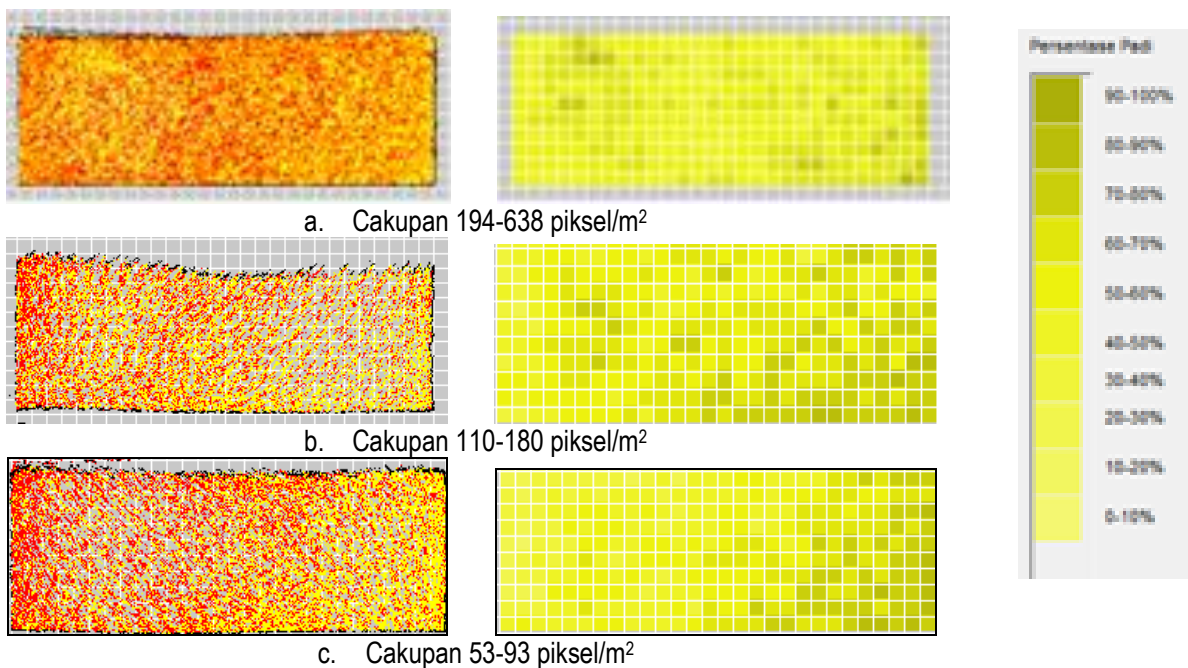 a. Cakupan 194-638 piksel/m²
b. Cakupan 110-180 piksel/m²
c. Cakupan 53-93 piksel/m²
Persentase Padi
90-100%
80-90%
70-80%
60-70%
50-60%
40-50%
30-40%
20-30%
10-20%
0-10%